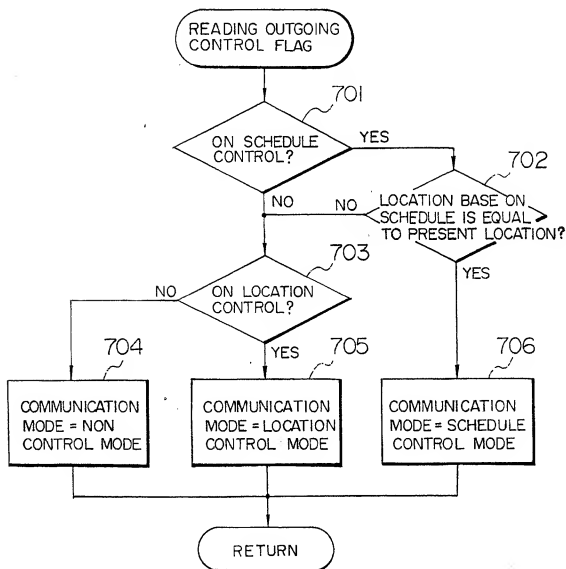 READING OUTGOING
CONTROL FLAG
701
ON SCHEDULE
CONTROL?
YES
702
NO
NO
LOCATION BASE ON
SCHEDULE IS EQUAL
TO PRESENT LOCATION?
703
YES
NO
ON LOCATION
CONTROL?
YES
704
705
706
COMMUNICATION
MODE = NON
CONTROL MODE
COMMUNICATION
MODE = LOCATION
CONTROL MODE
COMMUNICATION
MODE = SCHEDULE
CONTROL MODE
RETURN